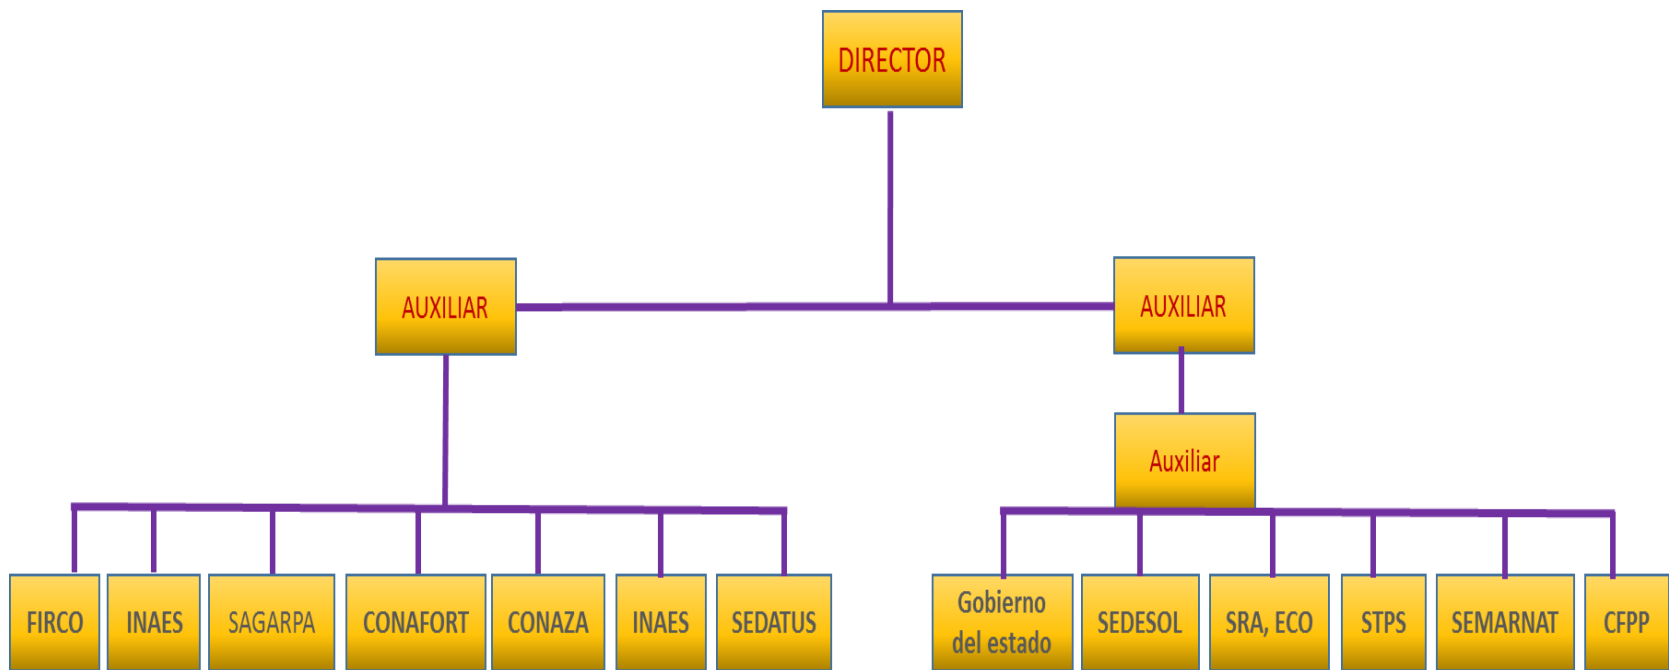 DIRECTOR
AUXILIAR
AUXILIAR
Auxiliar
FIRCO
INAES
SAGARPA
CONAFORT
CONAZA
INAES
SEDATUS
Gobierno
del estado
SEDESOL
SRA, ECO
STPS
SEMARNAT
CFPP